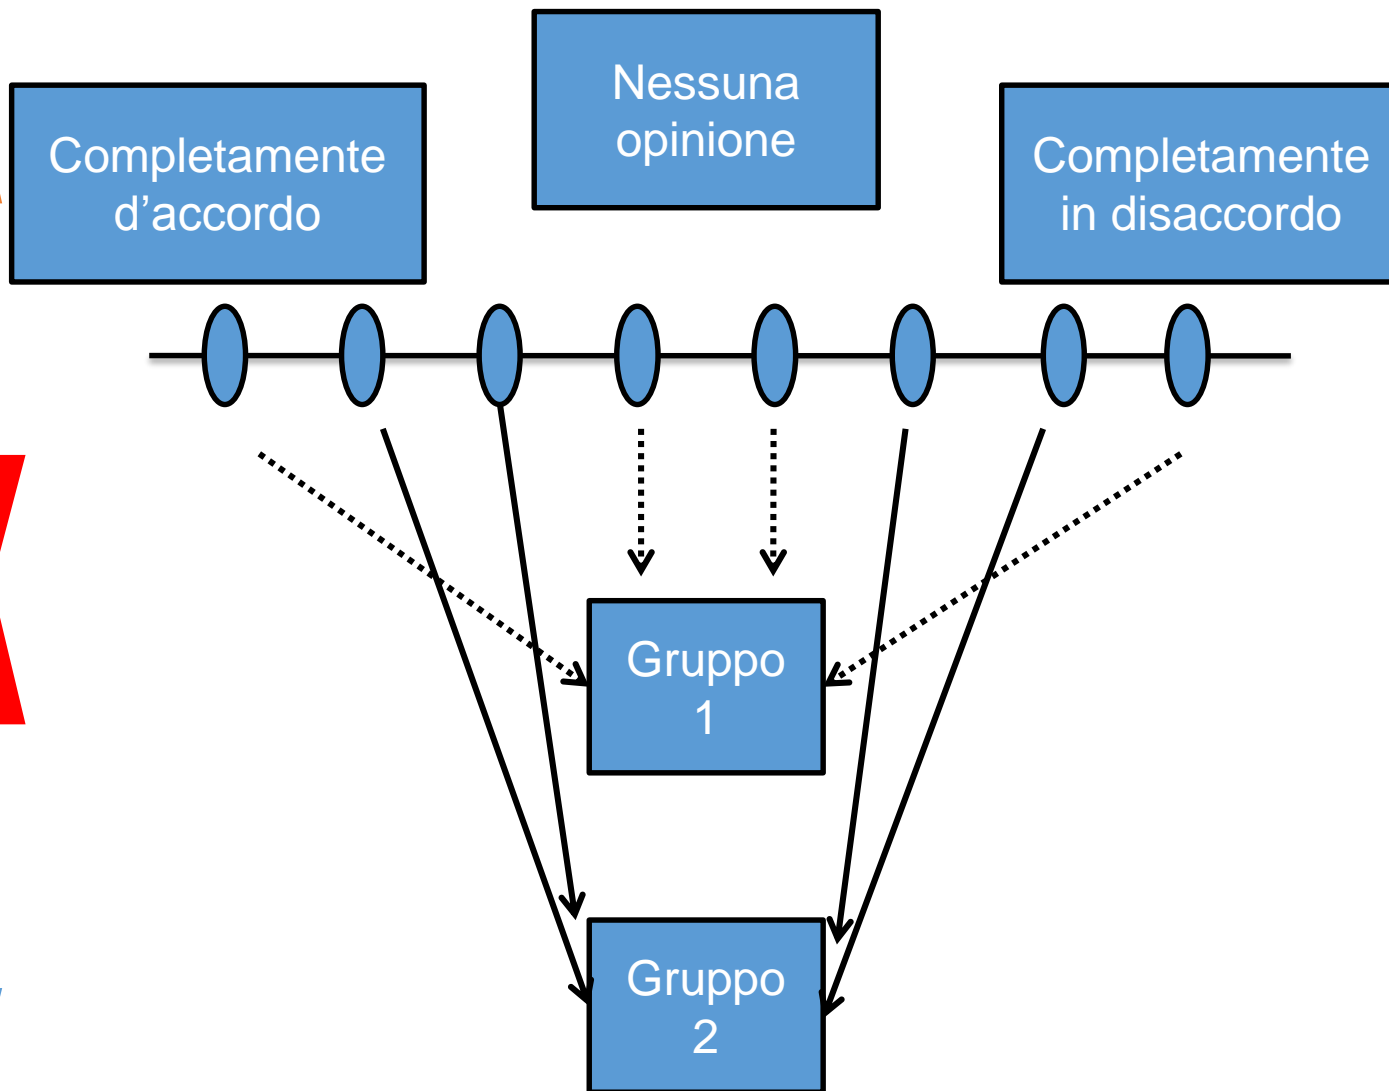 Nessuna
opinione
Completamente
d’accordo
Completamente
in disaccordo
Gruppo
1
Gruppo
2